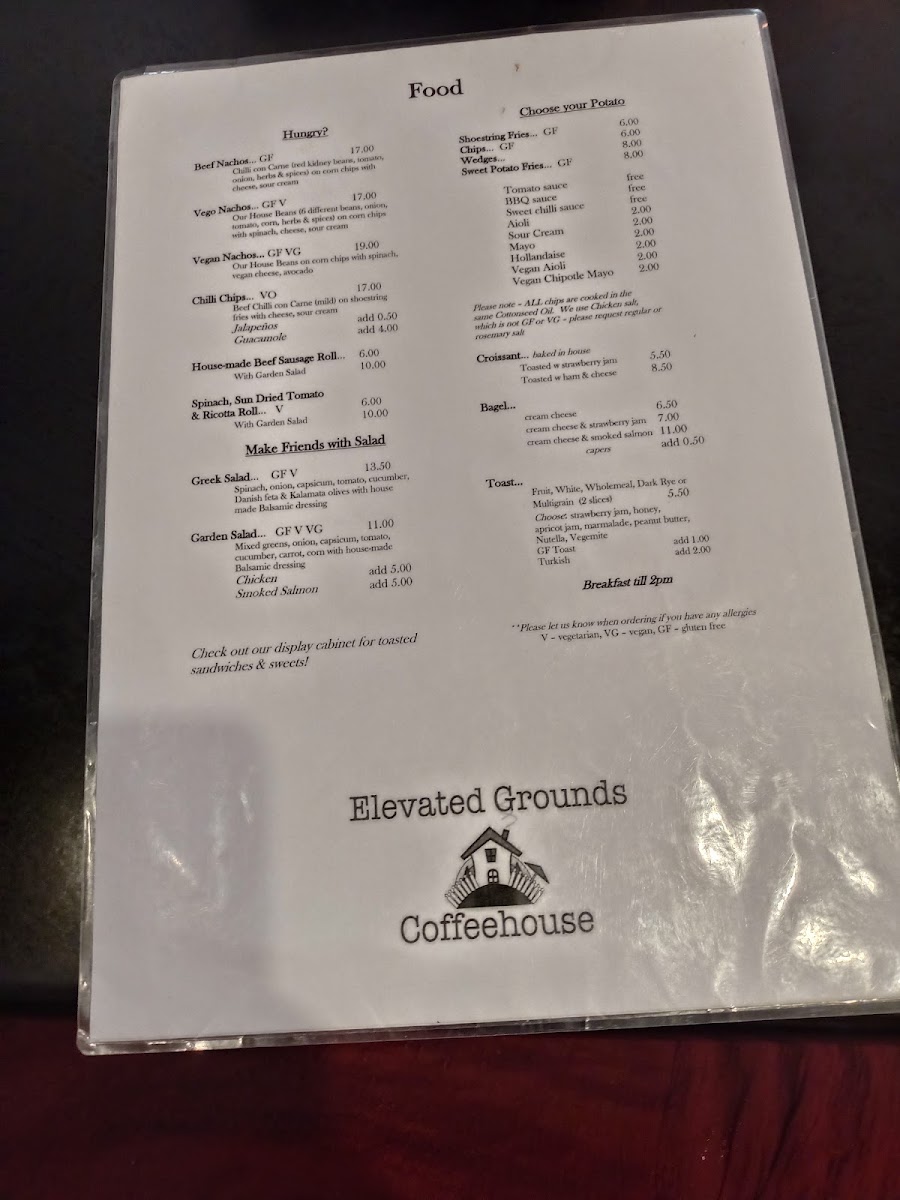 Food
Hungry?
Beef Nachos... GF 17.00
Chilli con Carne (red kidney beans, tomato,
onion, herbs & spices) on corn chips with
cheese, sour cream
Vego Nachos... GF V 17.00
Our House Beans (6 different beans, onion,
tomato, corn, herbs & spices) on corn chips
with spinach, cheese, sour cream
Vegan Nachos... GF VG 19.00
Our House Beans on corn chips with spinach,
vegan cheese, avocado
Chilli Chips... VO 17.00
Beef Chilli con Carne (mild) on shoestring
fries with cheese, sour cream
Jalapeños add 0.50
Guacamole add 4.00
House-made Beef Sausage Roll... 6.00
With Garden Salad 10.00
Spinach, Sun Dried Tomato
& Ricotta Roll... V 6.00
With Garden Salad 10.00
Make Friends with Salad
Greek Salad... GF V 13.50
Spinach, onion, capsicum, tomato, cucumber,
Danish feta & Kalamata olives with house
made Balsamic dressing
Garden Salad... GF V VG 11.00
Mixed greens, onion, capsicum, tomato,
cucumber, carrot, corn with house-made
Balsamic dressing
Chicken add 5.00
Smoked Salmon add 5.00
Check out our display cabinet for toasted
sandwiches & sweets!
Choose your Potato
Shoestring Fries... GF 6.00
Chips... GF 6.00
Wedges... 8.00
Sweet Potato Fries... GF 8.00
Tomato sauce free
BBQ sauce free
Sweet chilli sauce free
Aioli 2.00
Sour Cream 2.00
Mayo 2.00
Hollandaise 2.00
Vegan Aioli 2.00
Vegan Chipotle Mayo 2.00
Please note - ALL chips are cooked in the
same Cottonseed Oil. We use Chicken salt,
which is not GF or VG - please request regular or
rosemary salt
Croissant... baked in house
Toasted w strawberry jam 5.50
Toasted w ham & cheese 8.50
Bagel...
cream cheese 6.50
cream cheese & strawberry jam 7.00
cream cheese & smoked salmon 11.00
capers add 0.50
Toast...
Fruit, White, Wholemeal, Dark Rye or
Multigrain (2 slices) 5.50
Choose: strawberry jam, honey,
apricot jam, marmalade, peanut butter,
Nutella, Vegemite
GF Toast add 1.00
Turkish add 2.00
Breakfast till 2pm
**Please let us know when ordering if you have any allergies
V – vegetarian, VG – vegan, GF – gluten free
Elevated Grounds
Coffeehouse